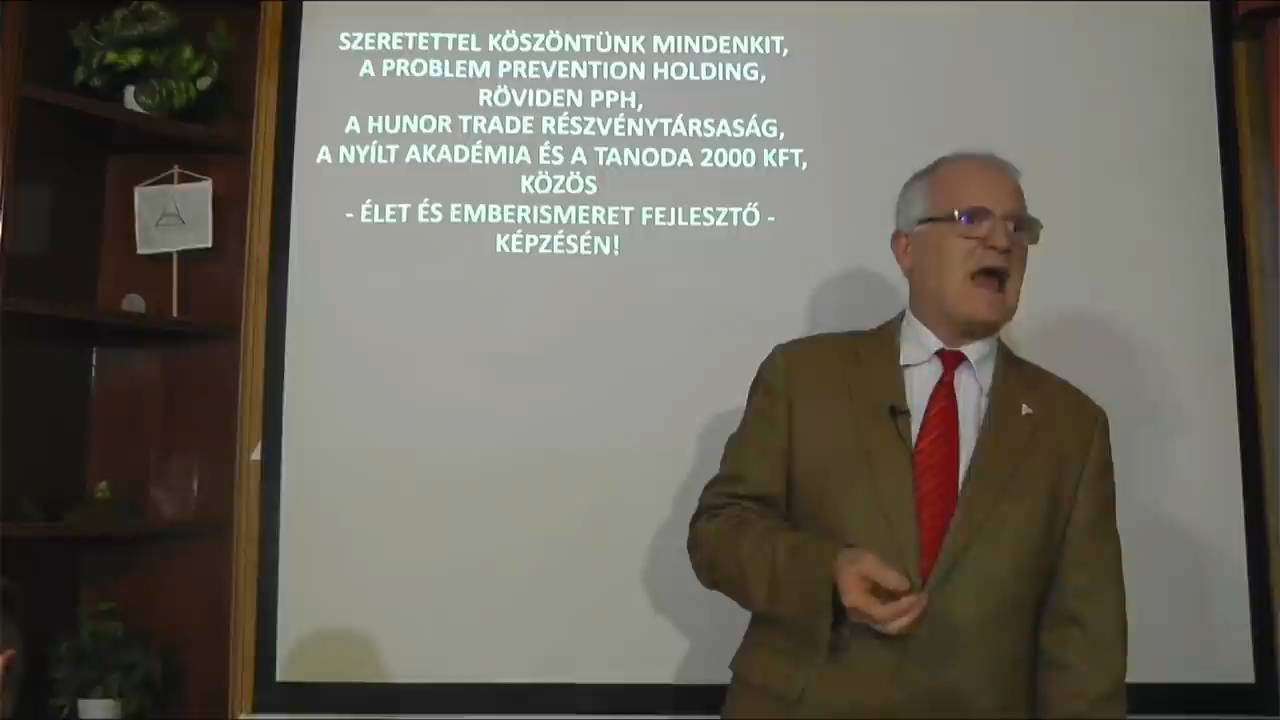 SZERETETTEL KÖSZÖNTÜNK MINDENKIT,
A PROBLEM PREVENTION HOLDING,
RÖVIDEN PPH,
A HUNOR TRADE RÉSZVÉNYTÁRSASÁG,
A NYÍLT AKADÉMIA ÉS A TANODA 2000 KFT,
KÖZÖS
- ÉLET ÉS EMBERISMERET FEJLESZTŐ -
KÉPZÉSÉN!